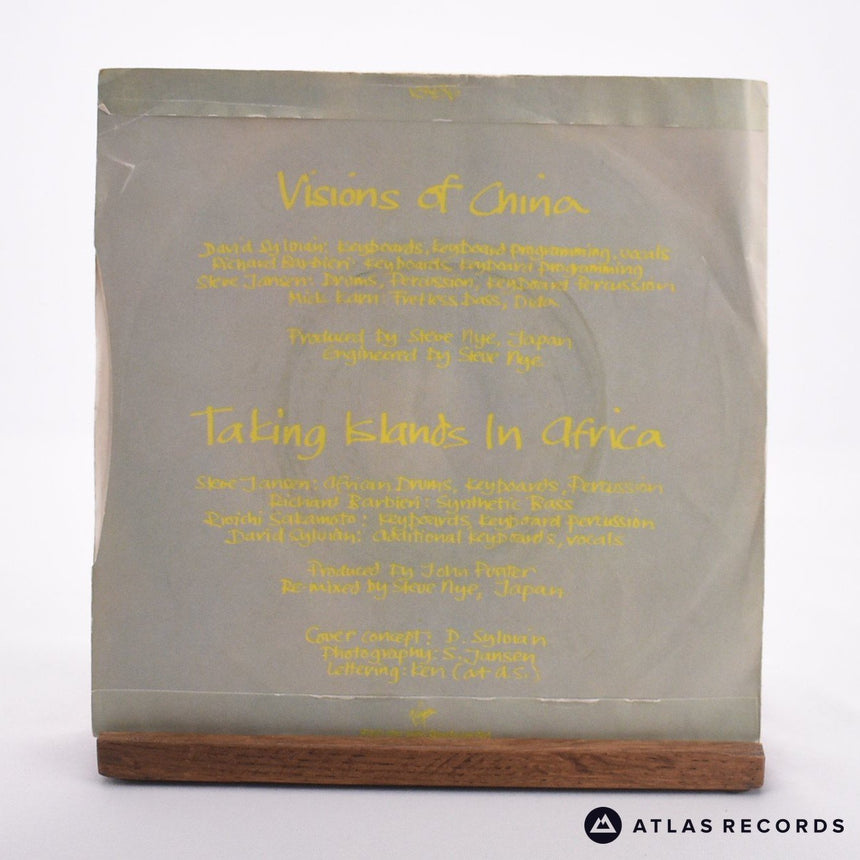 Visions of China
David Sylvian: Keyboards, Keyboard programming, vocals
Richard Barbieri: Keyboards, Keyboard programming
Steve Jansen: Drums, Percussion, Keyboard Percussion
Mick Karn: Fretless Bass, Dida.
Produced by Steve Nye, Japan
Engineered by Steve Nye.
Taking Islands In Africa
Steve Jansen: African Drums, Keyboards, Percussion
Richard Barbieri: Synthetic Bass
Riuichi Sakamoto: Keyboards, Keyboard percussion
David Sylvian: additional keyboards, vocals
Produced by John Punter
Re-mixed by Steve Nye, Japan
Cover concept: D. Sylvian
Photography: S. Jansen
Lettering: Ken (at d.s.)
Virgin
ATLAS RECORDS